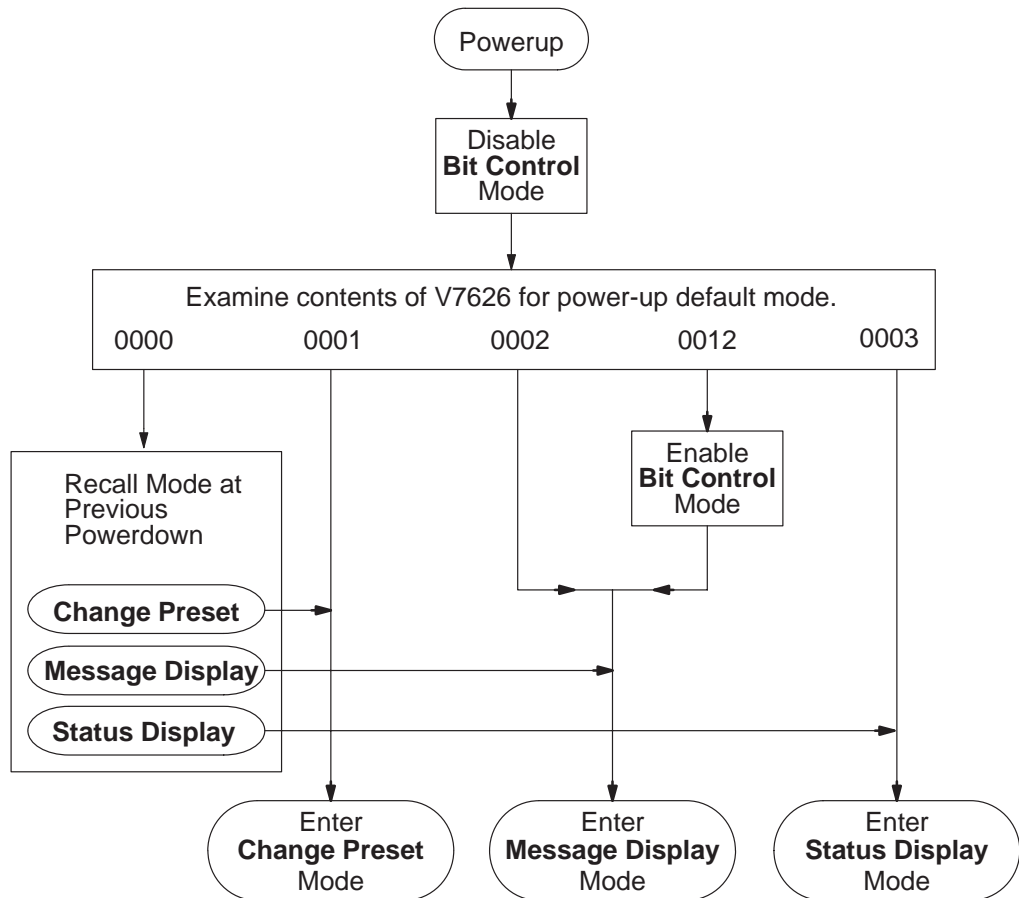 Powerup
Disable
Bit Control
Mode
Examine contents of V7626 for power-up default mode.
0000 0001 0002 0012 0003
Recall Mode at
Previous
Powerdown
Enable
Bit Control
Mode
Change Preset
Message Display
Status Display
Enter
Change Preset
Mode
Enter
Message Display
Mode
Enter
Status Display
Mode